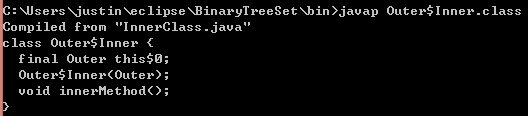 C:\Users\justin\eclipse\BinaryTreeSet\bin>javap Outer$Inner.class
Compiled from "InnerClass.java"
class Outer$Inner {
  final Outer this$0;
  Outer$Inner(Outer);
  void innerMethod();
}